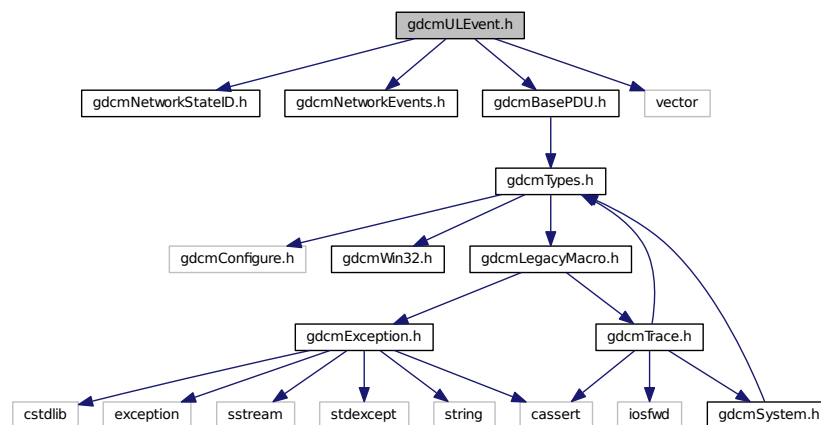 gdcmULEvent.h
gdcmNetworkStateID.h gdcmNetworkEvents.h gdcmBasePDU.h vector
gdcmTypes.h
gdcmConfigure.h gdcmWin32.h gdcmLegacyMacro.h
gdcmException.h gdcmTrace.h
cstdlib exception sstream stdexcept string cassert iosfwd gdcmSystem.h